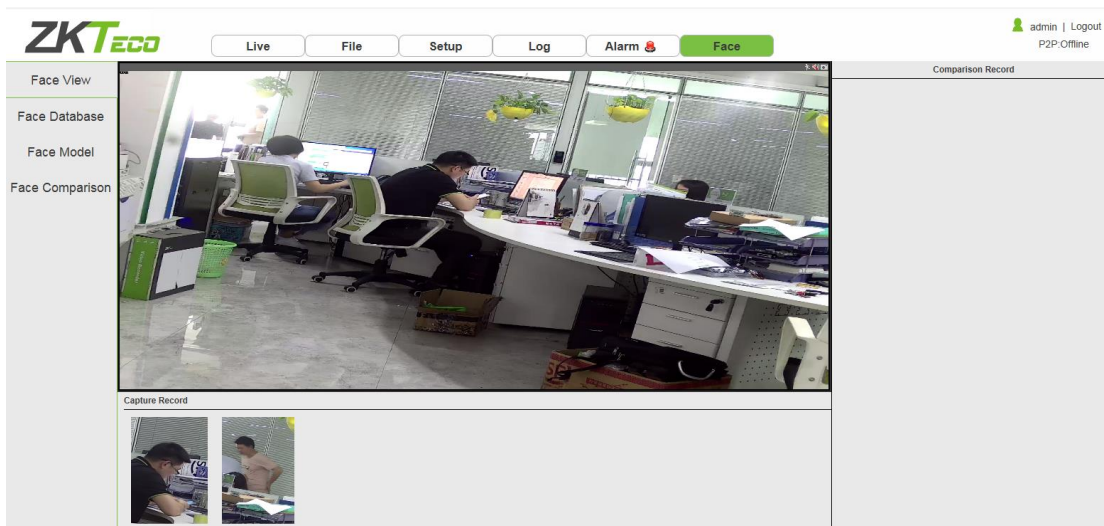 ZKTECO
Live
File
Setup
Log
Alarm
Face
admin | Logout
P2P:Offline
Face View
Face Database
Face Model
Face Comparison
Comparison Record
Capture Record